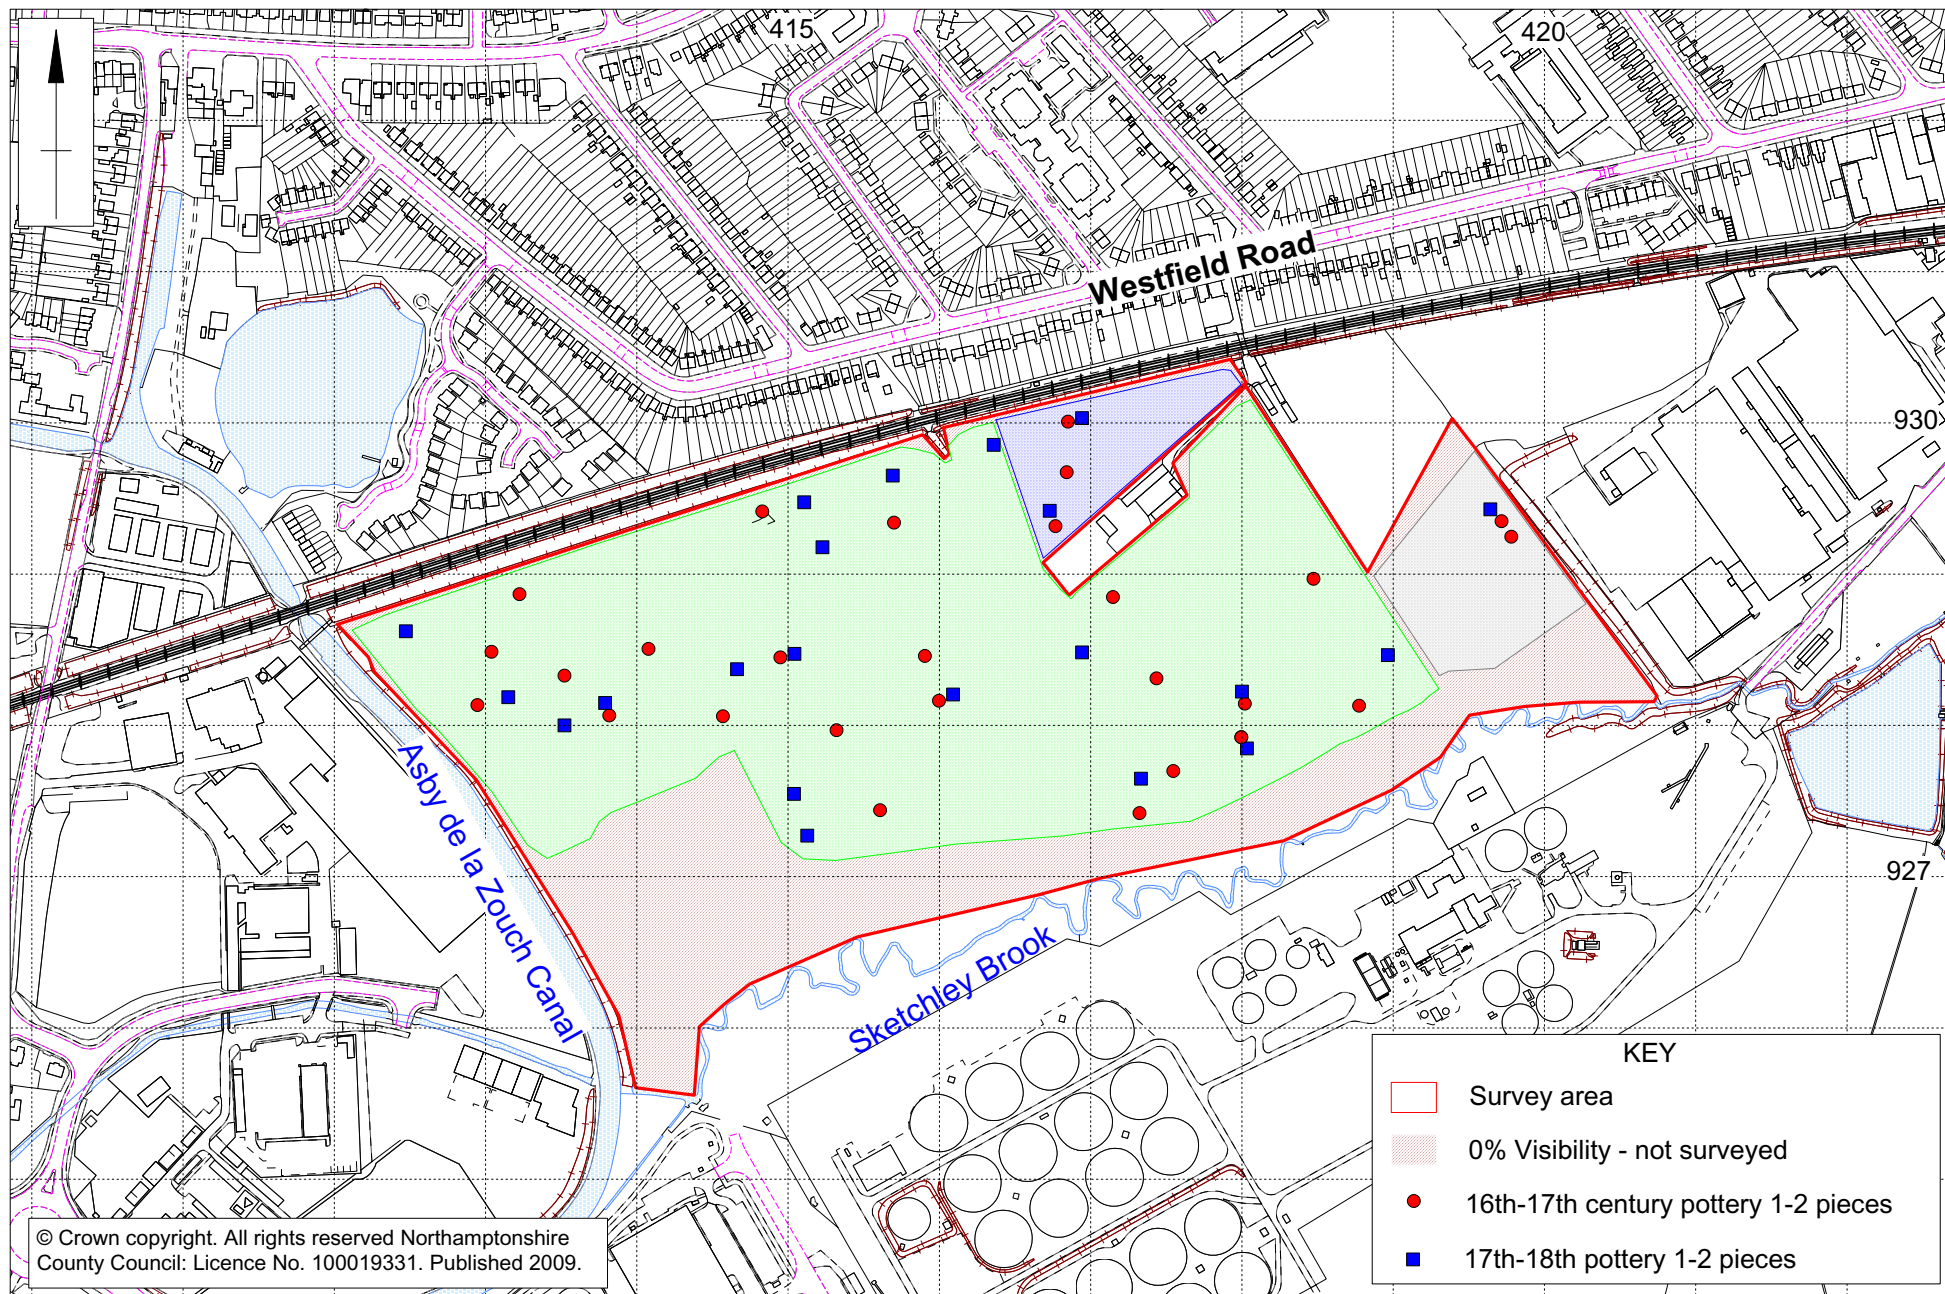 415
420
Westfield Road
930
Asby de la Zouch Canal
927
Sketchley Brook
KEY
Survey area
0% Visibility - not surveyed
16th-17th century pottery 1-2 pieces
17th-18th pottery 1-2 pieces
© Crown copyright. All rights reserved Northamptonshire
County Council: Licence No. 100019331. Published 2009.